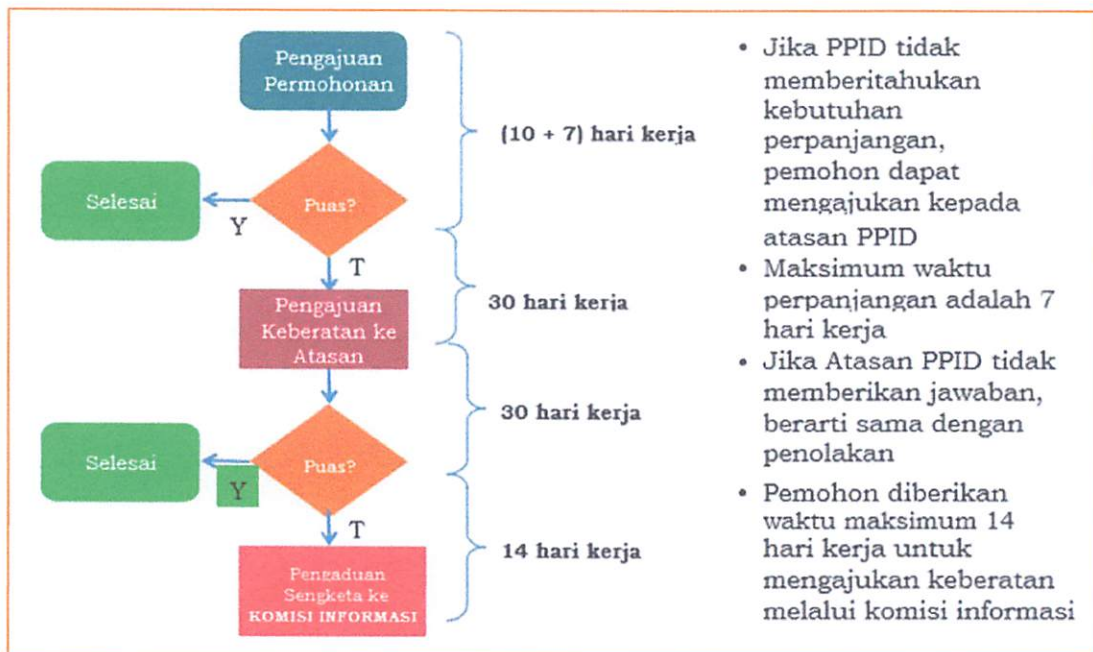 Pengajuan
Permohonan
(10 + 7) hari kerja
Selesai
Puas?
Y
T
Pengajuan
Keberatan ke
Atasan
30 hari kerja
30 hari kerja
Selesai
Puas?
Y
T
14 hari kerja
Pengaduan
Sengketa ke
KOMISI INFORMASI
• Jika PPID tidak
memberitahukan
kebutuhan
perpanjangan,
pemohon dapat
mengajukan kepada
atasan PPID
• Maksimum waktu
perpanjangan adalah 7
hari kerja
• Jika Atasan PPID tidak
memberikan jawaban,
berarti sama dengan
penolakan
• Pemohon diberikan
waktu maksimum 14
hari kerja untuk
mengajukan keberatan
melalui komisi informasi